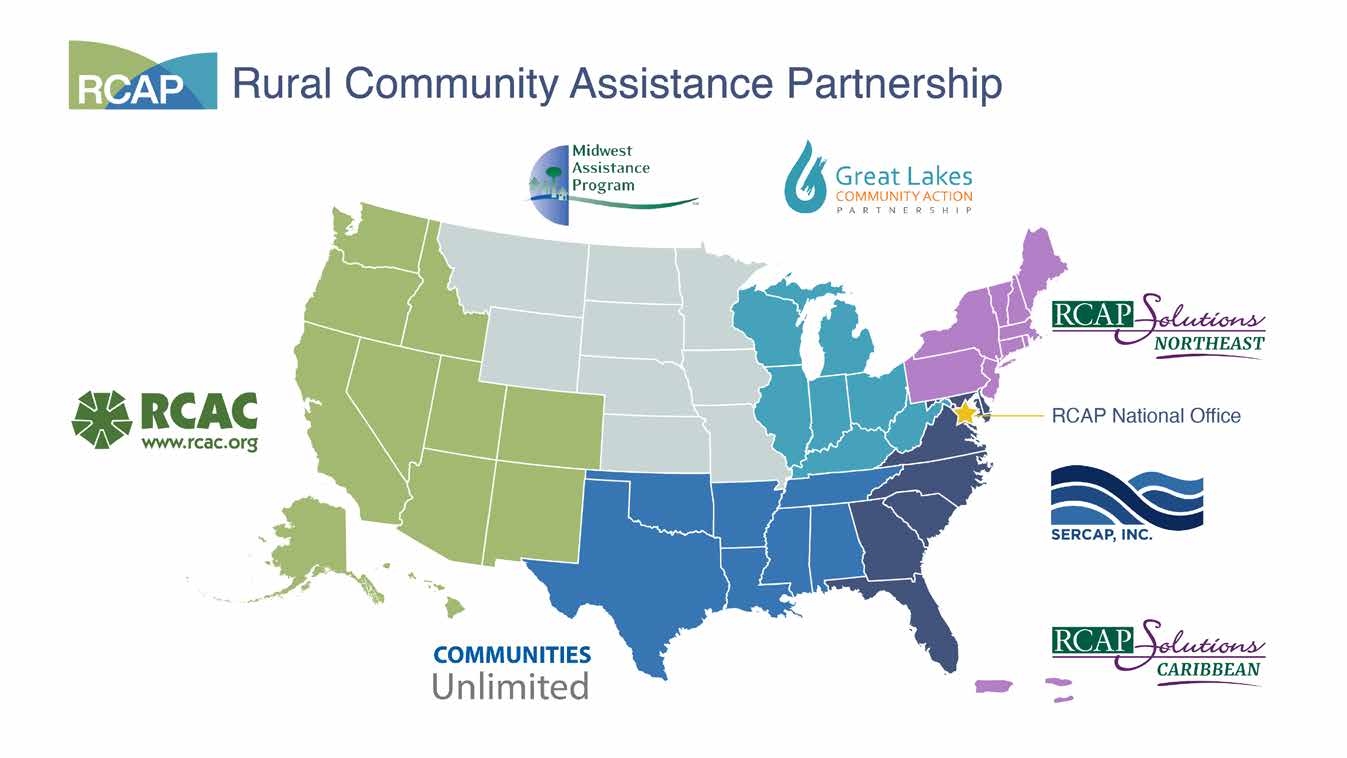 RCAP
Rural Community Assistance Partnership
Midwest
Assistance
Program
Great Lakes
COMMUNITY ACTION
PARTNERSHIP
RCAP Solutions
NORTHEAST
RCAC
www.rcac.org
RCAP National Office
SERCAP, INC.
COMMUNITIES
Unlimited
RCAP Solutions
CARIBBEAN